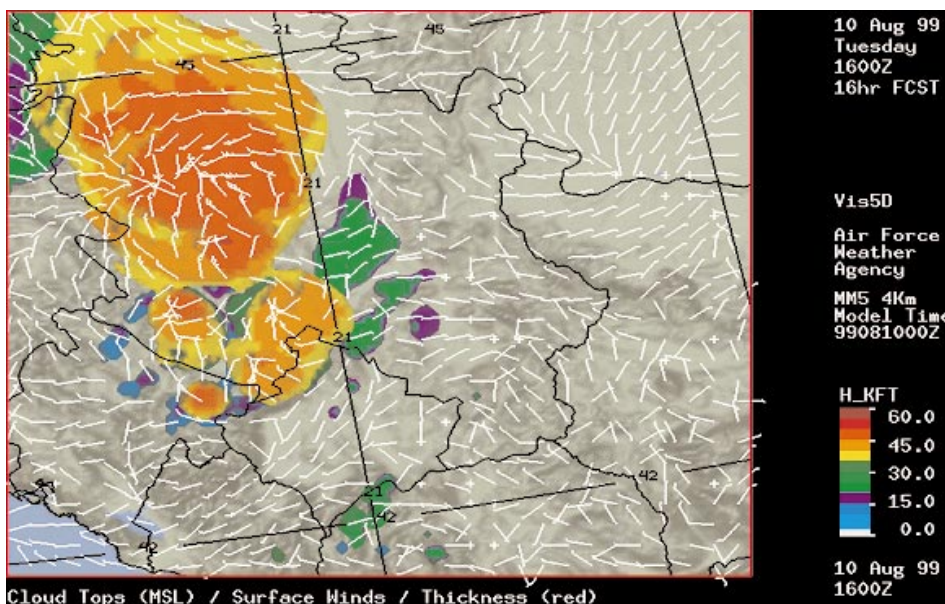 21
45
45
21
21
42
21
42
42
10 Aug 99
Tuesday
1600Z
16hr FCST
Vis5D
Air Force
Weather
Agency
MM5 4Km
Model Time
99081000Z
H_KFT
60.0
45.0
30.0
15.0
0.0
10 Aug 99
1600Z
Cloud Tops (MSL) / Surface Winds / Thickness (red)